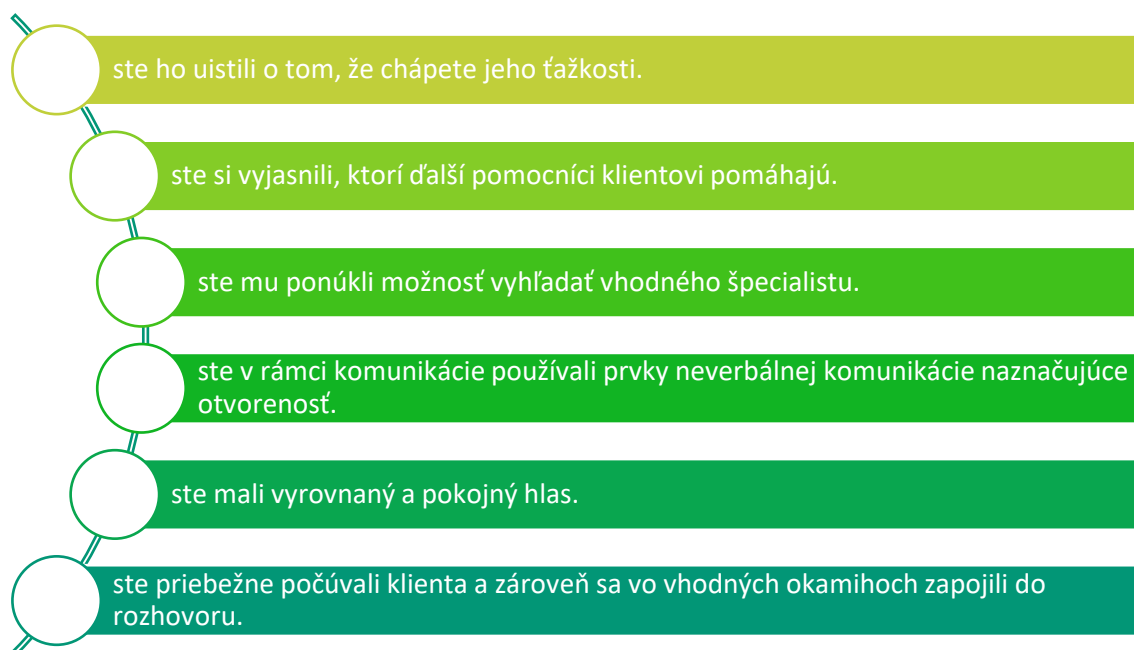 ste ho uistili o tom, že chápete jeho ťažkosti.
ste si vyjasnili, ktorí ďalší pomocníci klientovi pomáhajú.
ste mu ponúkli možnosť vyhľadať vhodného špecialistu.
ste v rámci komunikácie používali prvky neverbálnej komunikácie naznačujúce
otvorenosť.
ste mali vyrovnaný a pokojný hlas.
ste priebežne počúvali klienta a zároveň sa vo vhodných okamihoch zapojili do
rozhovoru.